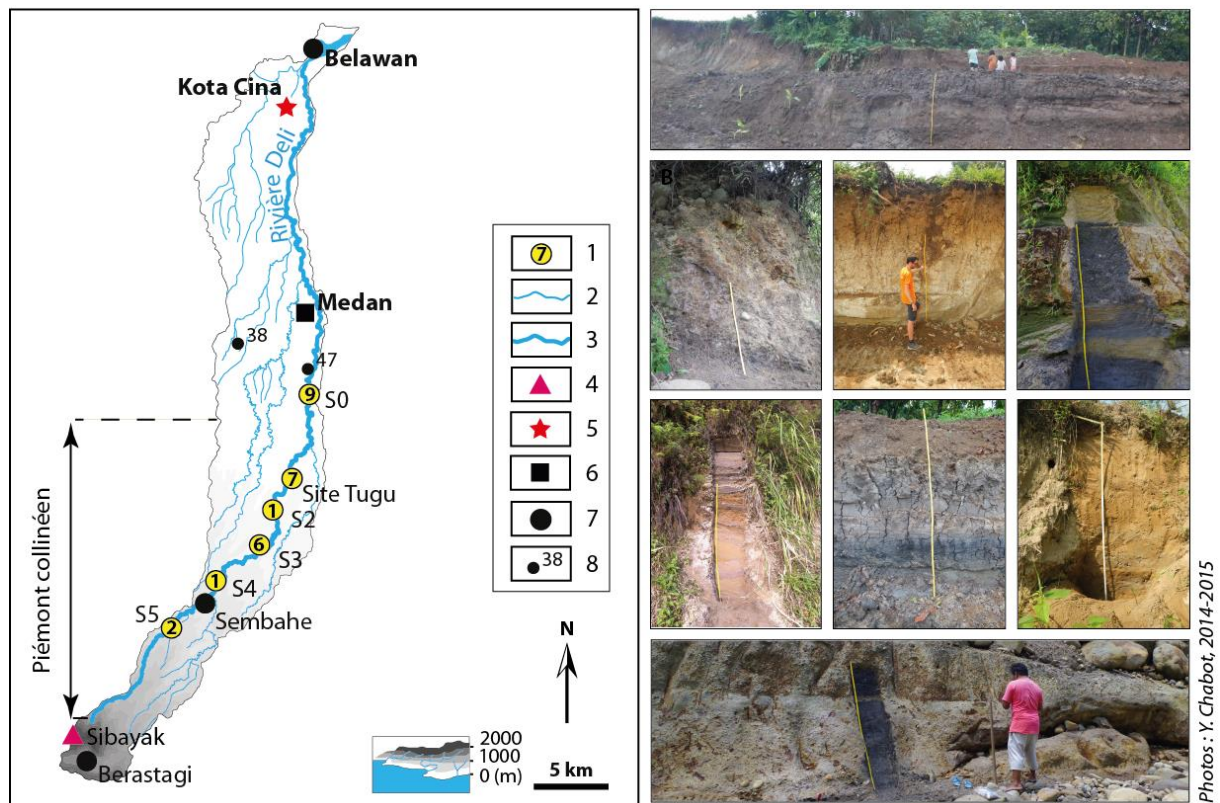 Belawan
Kota Cina
Rivière Deli
Medan
38
47
9
S0
7
Site Tugu
1
S2
6
S3
1
S4
Sembahe
S5
2
Piémont collinéen
Sibayak
Berastagi
7 1
2
3
4
5
6
7
38 8
N
2000
1000
0 (m)
5 km
B
Photos : Y. Chabot, 2014-2015